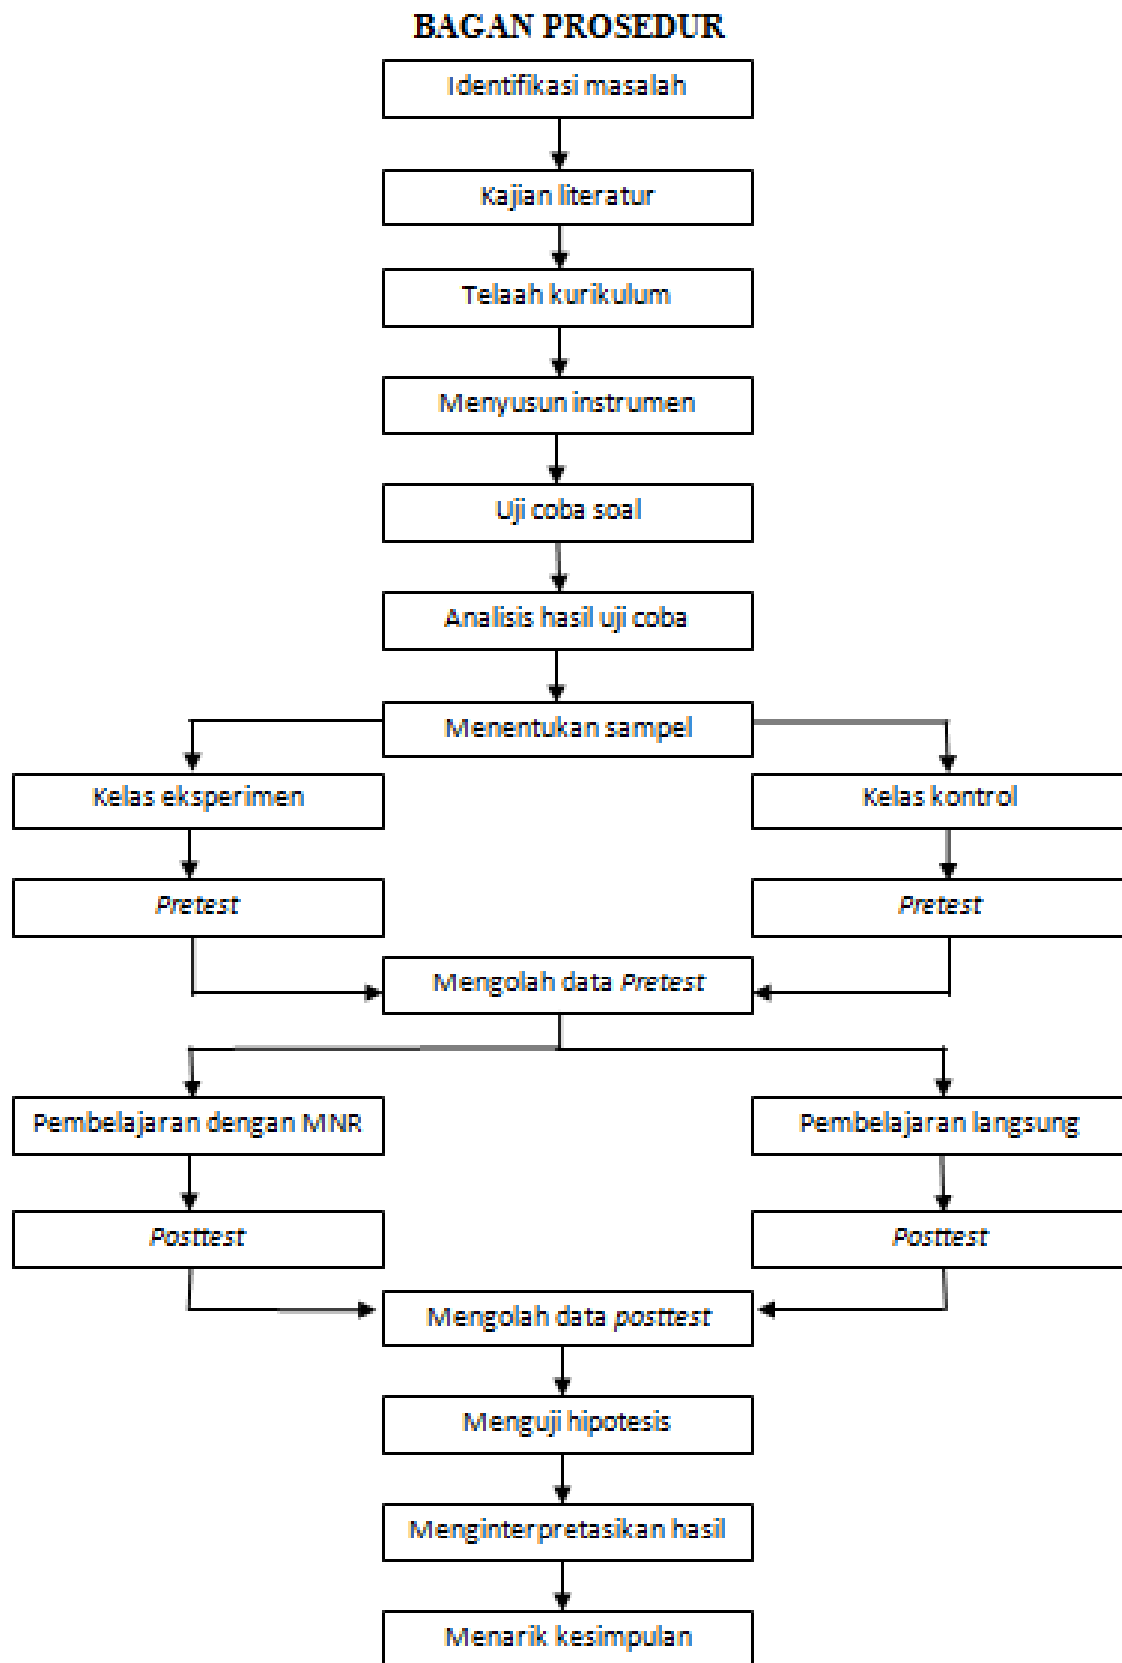 BAGAN PROSEDUR
Identifikasi masalah
Kajian literatur
Telaah kurikulum
Menyusun instrumen
Uji coba soal
Analisis hasil uji coba
Menentukan sampel
Kelas eksperimen
Kelas kontrol
Pretest
Pretest
Mengolah data Pretest
Pembelajaran dengan MNR
Pembelajaran langsung
Posttest
Posttest
Mengolah data posttest
Menguji hipotesis
Menginterpretasikan hasil
Menarik kesimpulan